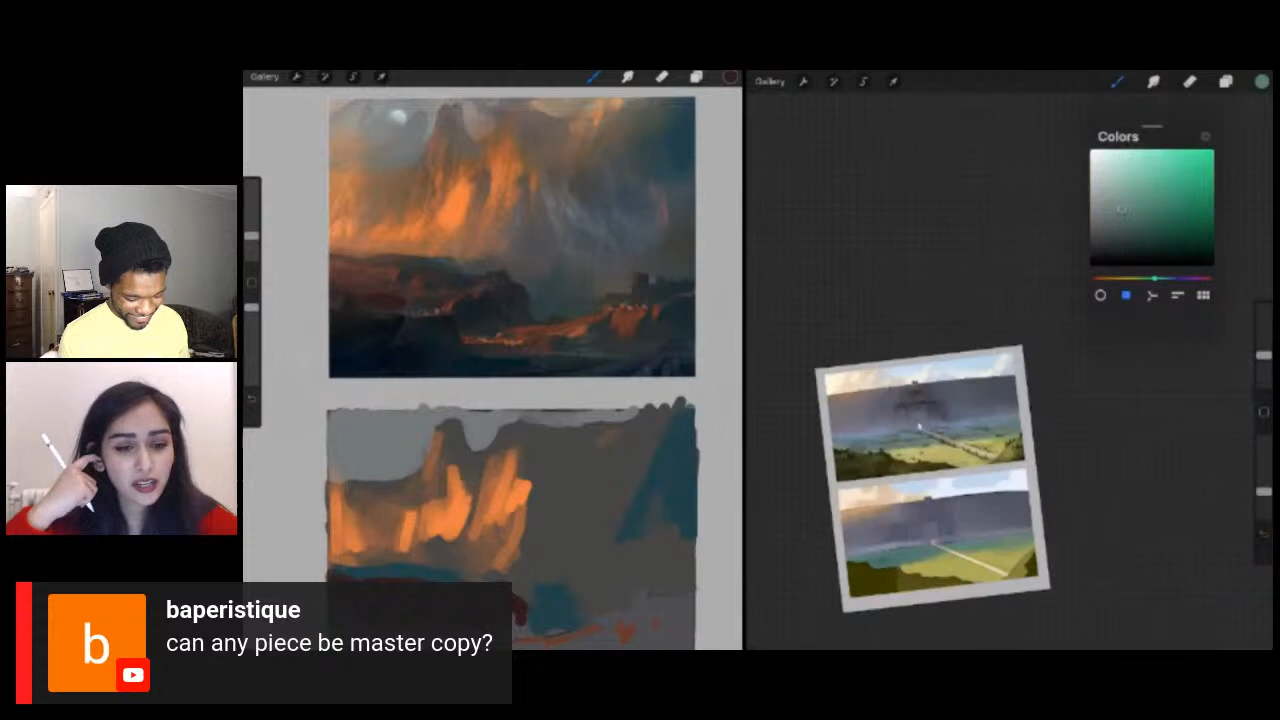 Gallery
Gallery
Colors
b
baperistique
can any piece be master copy?